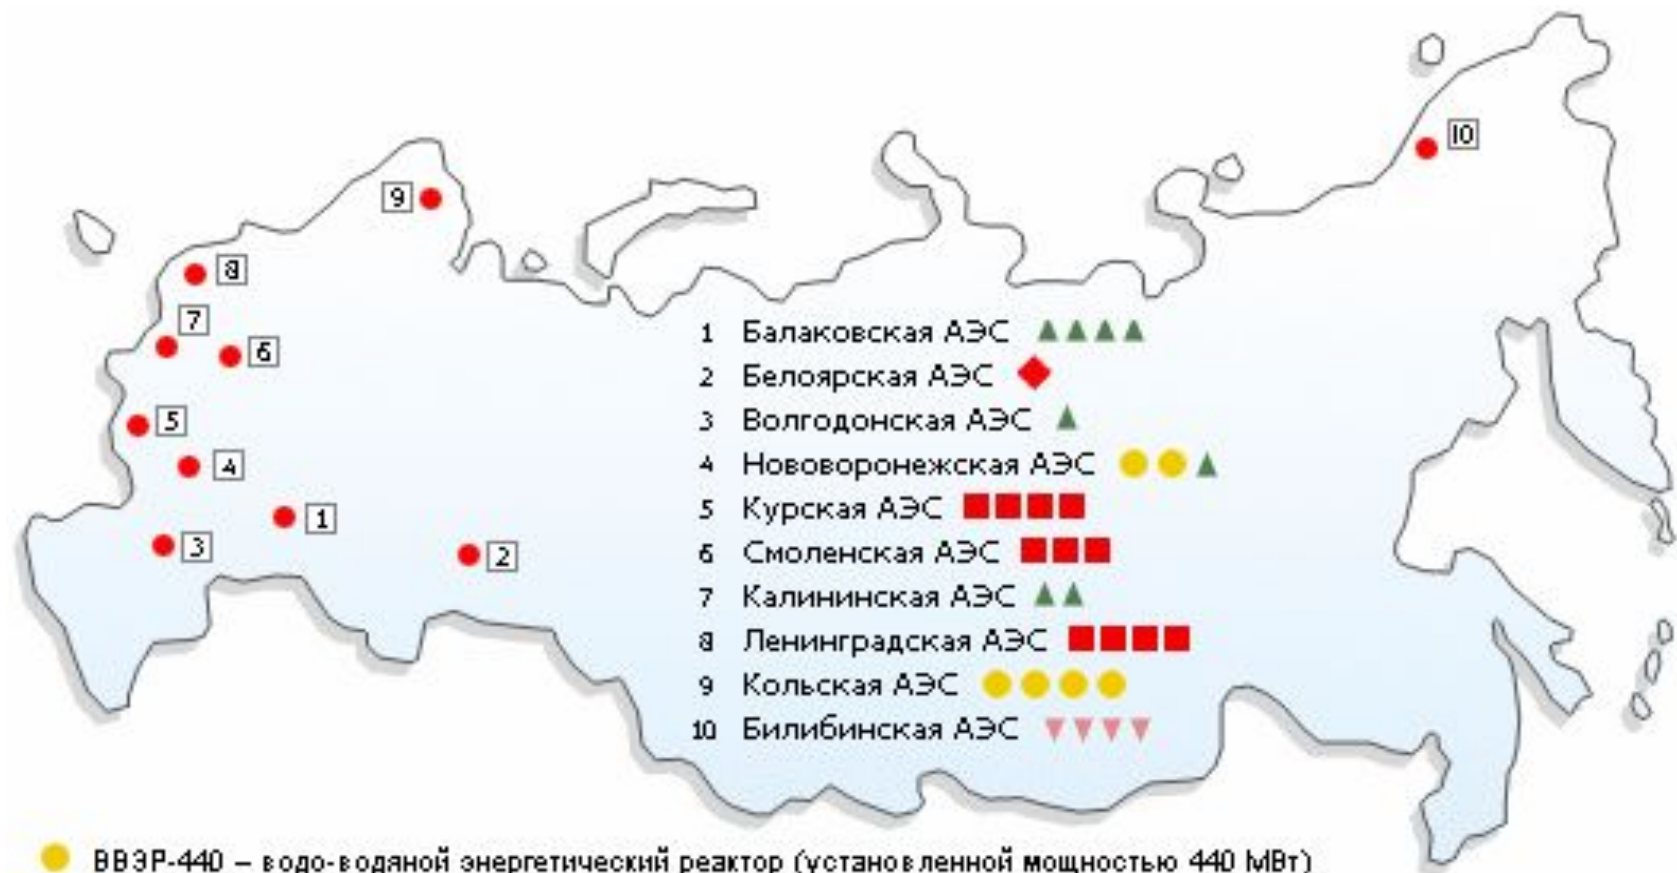 10
9
8
7
6
5
4
1
3
2
1 Балаковская АЭС
2 Белоярская АЭС
3 Волгодонская АЭС
4 Нововоронежская АЭС
5 Курская АЭС
6 Смоленская АЭС
7 Калининская АЭС
8 Ленинградская АЭС
9 Кольская АЭС
10 Билибинская АЭС
ВВЭР-440 – водо-водяной энергетический реактор (установленной мощностью 440 МВт)